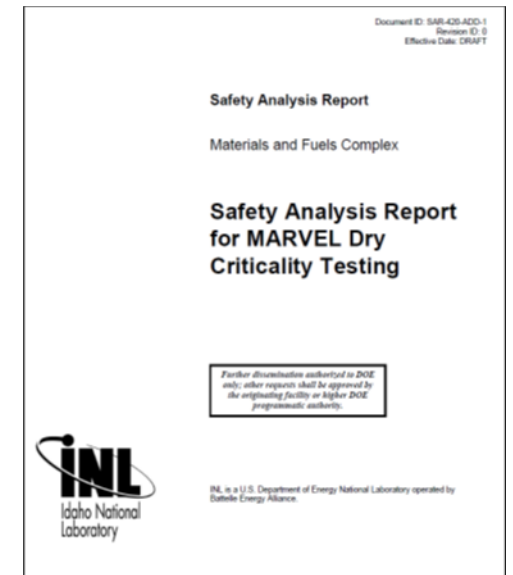 Document ID: SAR-420-ADD-1
Revision ID: 0
Effective Date: DRAFT
Safety Analysis Report
Materials and Fuels Complex
Safety Analysis Report
for MARVEL Dry
Criticality Testing
Further dissemination authorized to DOE
only; other requests shall be approved by
the originating facility or higher DOE
programmatic authority.
INL
Idaho National
Laboratory
INL is a U.S. Department of Energy National Laboratory operated by
Battelle Energy Alliance.